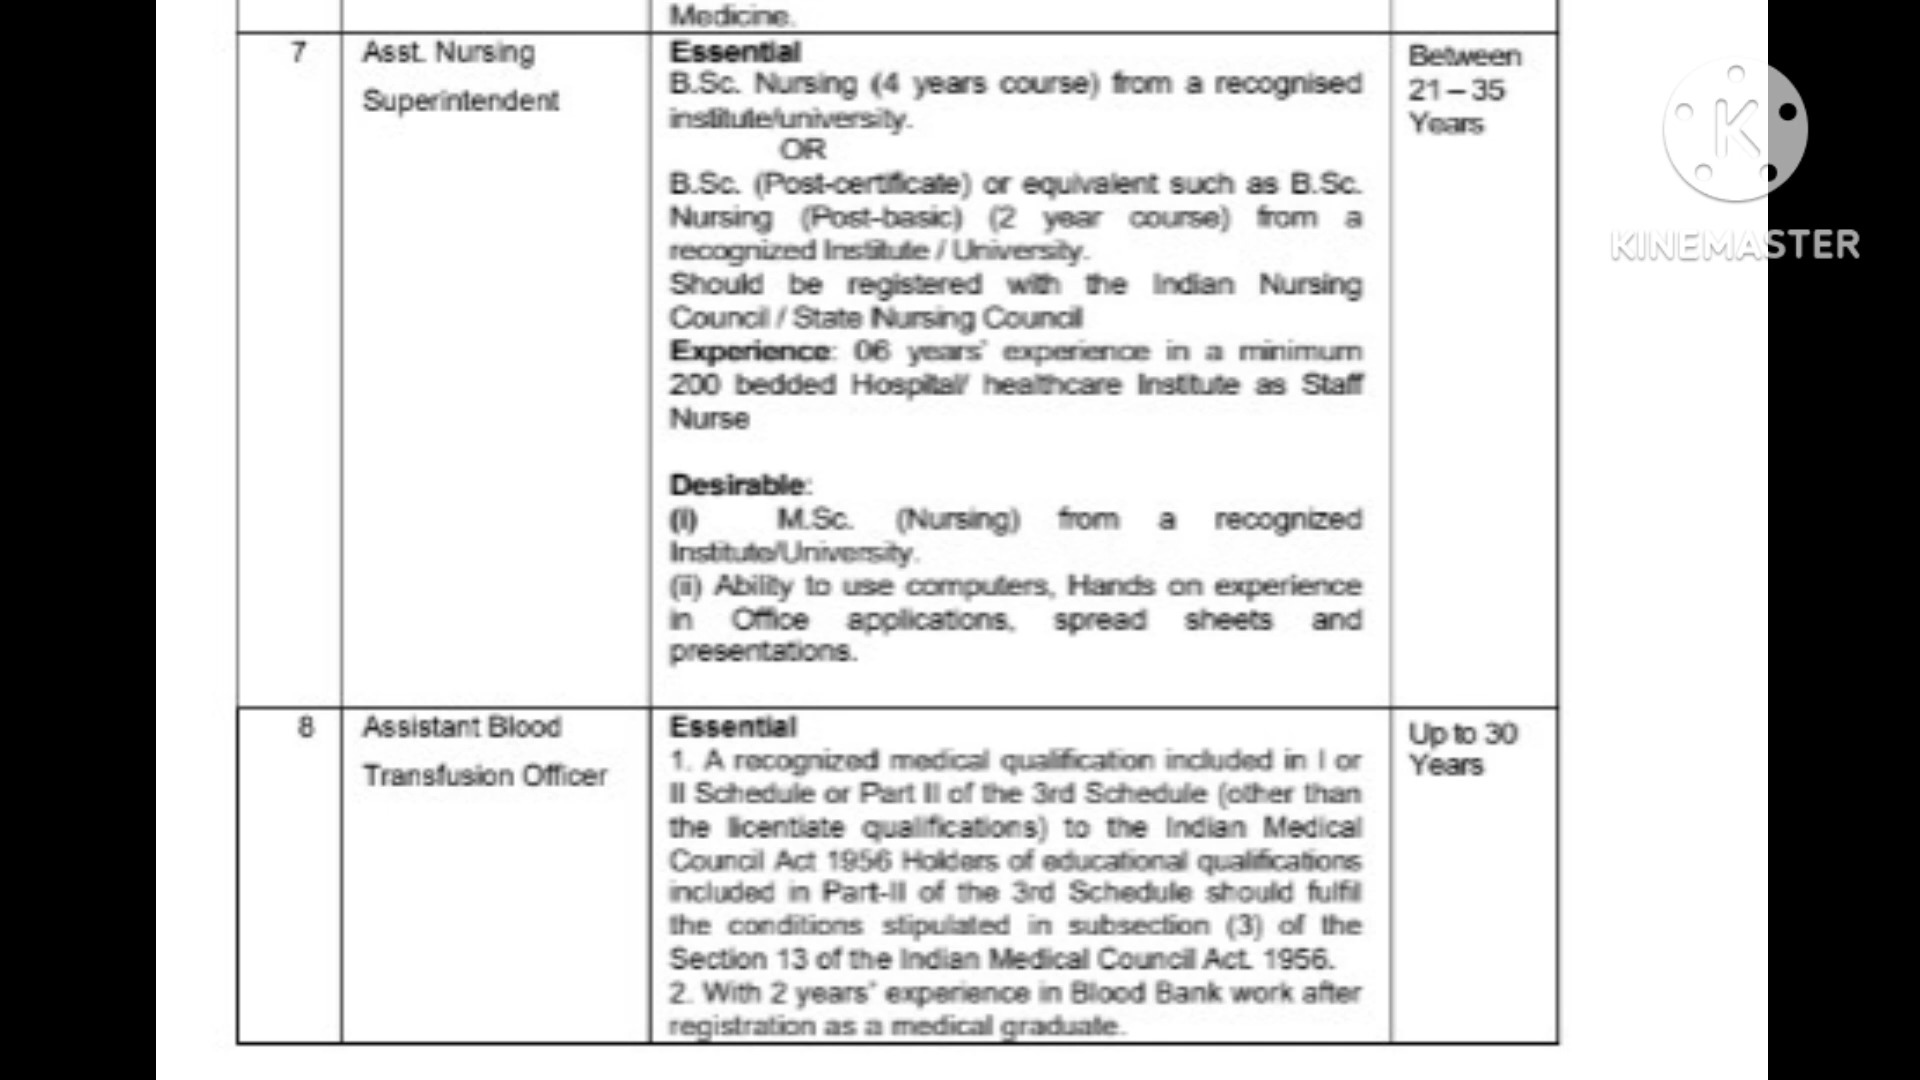 Medicine.
7
Asst. Nursing
Superintendent
Essential
B.Sc. Nursing (4 years course) from a recognised
institute/university.
OR
B.Sc. (Post-certificate) or equivalent such as B.Sc.
Nursing (Post-basic) (2 year course) from a
recognized Institute / University.
Should be registered with the Indian Nursing
Council / State Nursing Council
Experience: 06 years' experience in a minimum
200 bedded Hospital/ healthcare Institute as Staff
Nurse
Desirable:
(i) M.Sc. (Nursing) from a recognized
Institute/University.
(ii) Ability to use computers, Hands on experience
in Office applications, spread sheets and
presentations.
Between
21 – 35
Years
8
Assistant Blood
Transfusion Officer
Essential
1. A recognized medical qualification included in I or
II Schedule or Part II of the 3rd Schedule (other than
the licentiate qualifications) to the Indian Medical
Council Act 1956 Holders of educational qualifications
included in Part-II of the 3rd Schedule should fulfil
the conditions stipulated in subsection (3) of the
Section 13 of the Indian Medical Council Act. 1956.
2. With 2 years' experience in Blood Bank work after
registration as a medical graduate.
Up to 30
Years
K
KINEMASTER